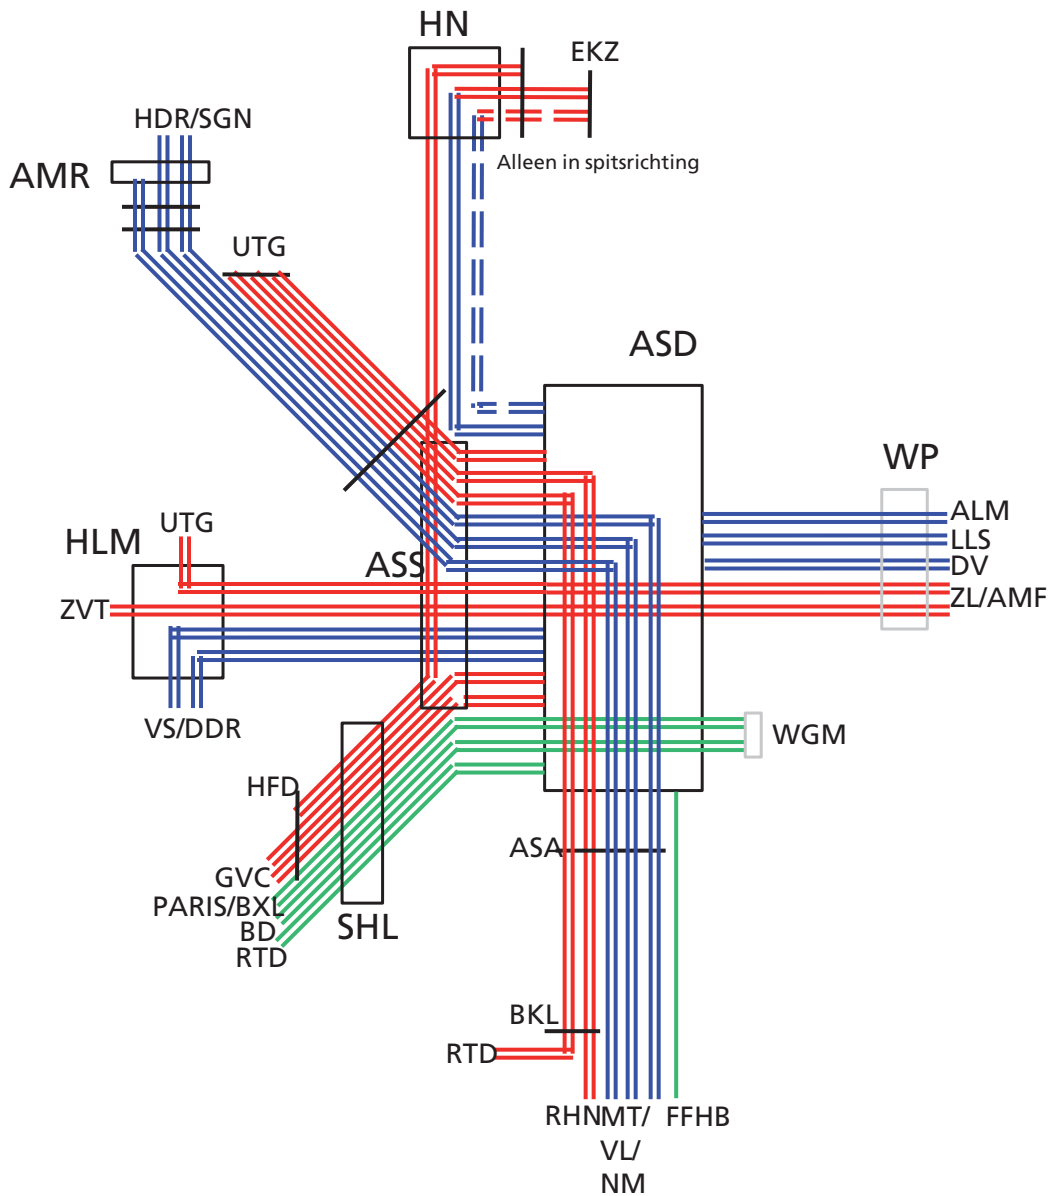 HN
EKZ
HDR/SGN
AMR
Alleen in spitsrichting
UTG
ASD
WP
UTG
HLM
ASS
ALM
LLS
DV
ZVT
ZL/AMF
VS/DDR
WGM
HFD
ASA
GVC
PARIS/BXL
SHL
BD
RTD
BKL
RTD
RHN
MT/
VL/
NM
FFHB